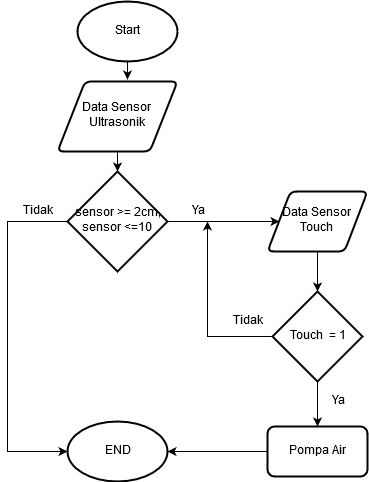 Start
Data Sensor
Ultrasonik
Tidak
sensor >= 2cm,
sensor <=10
Ya
Data Sensor
Touch
Tidak
Touch = 1
Ya
END
Pompa Air